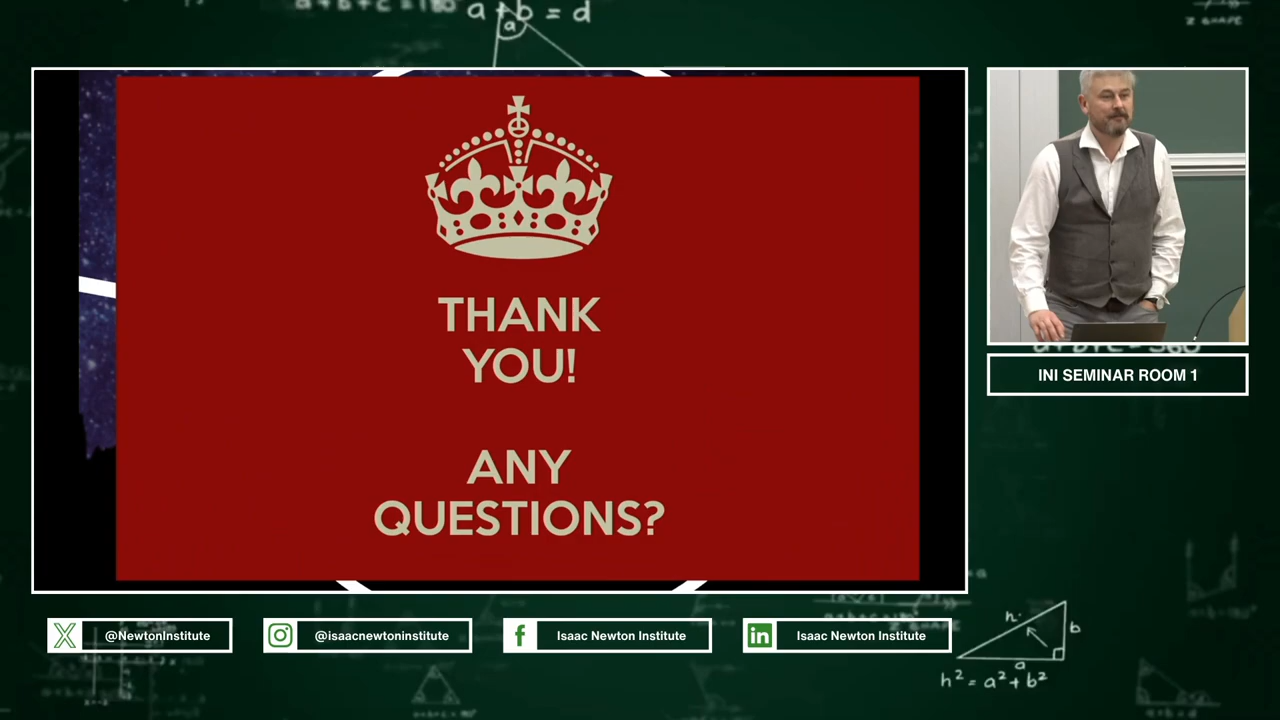 a + b = d
a
THANK
YOU!
ANY
QUESTIONS?
INI SEMINAR ROOM 1
@NewtonInstitute
@isaacnewtoninstitute
Isaac Newton Institute
Isaac Newton Institute
h
b
a
h² = a² + b²